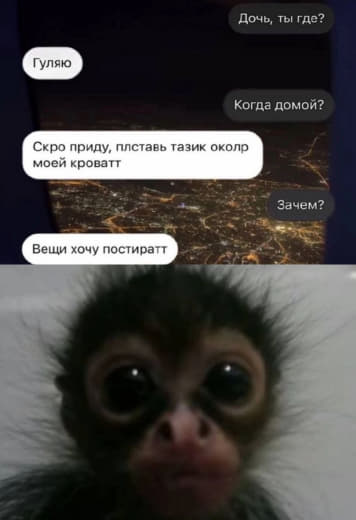 Дочь, ты где?
Гуляю
Когда домой?
Скро приду, плставь тазик околр
моей кроватт
Зачем?
Вещи хочу постиратт